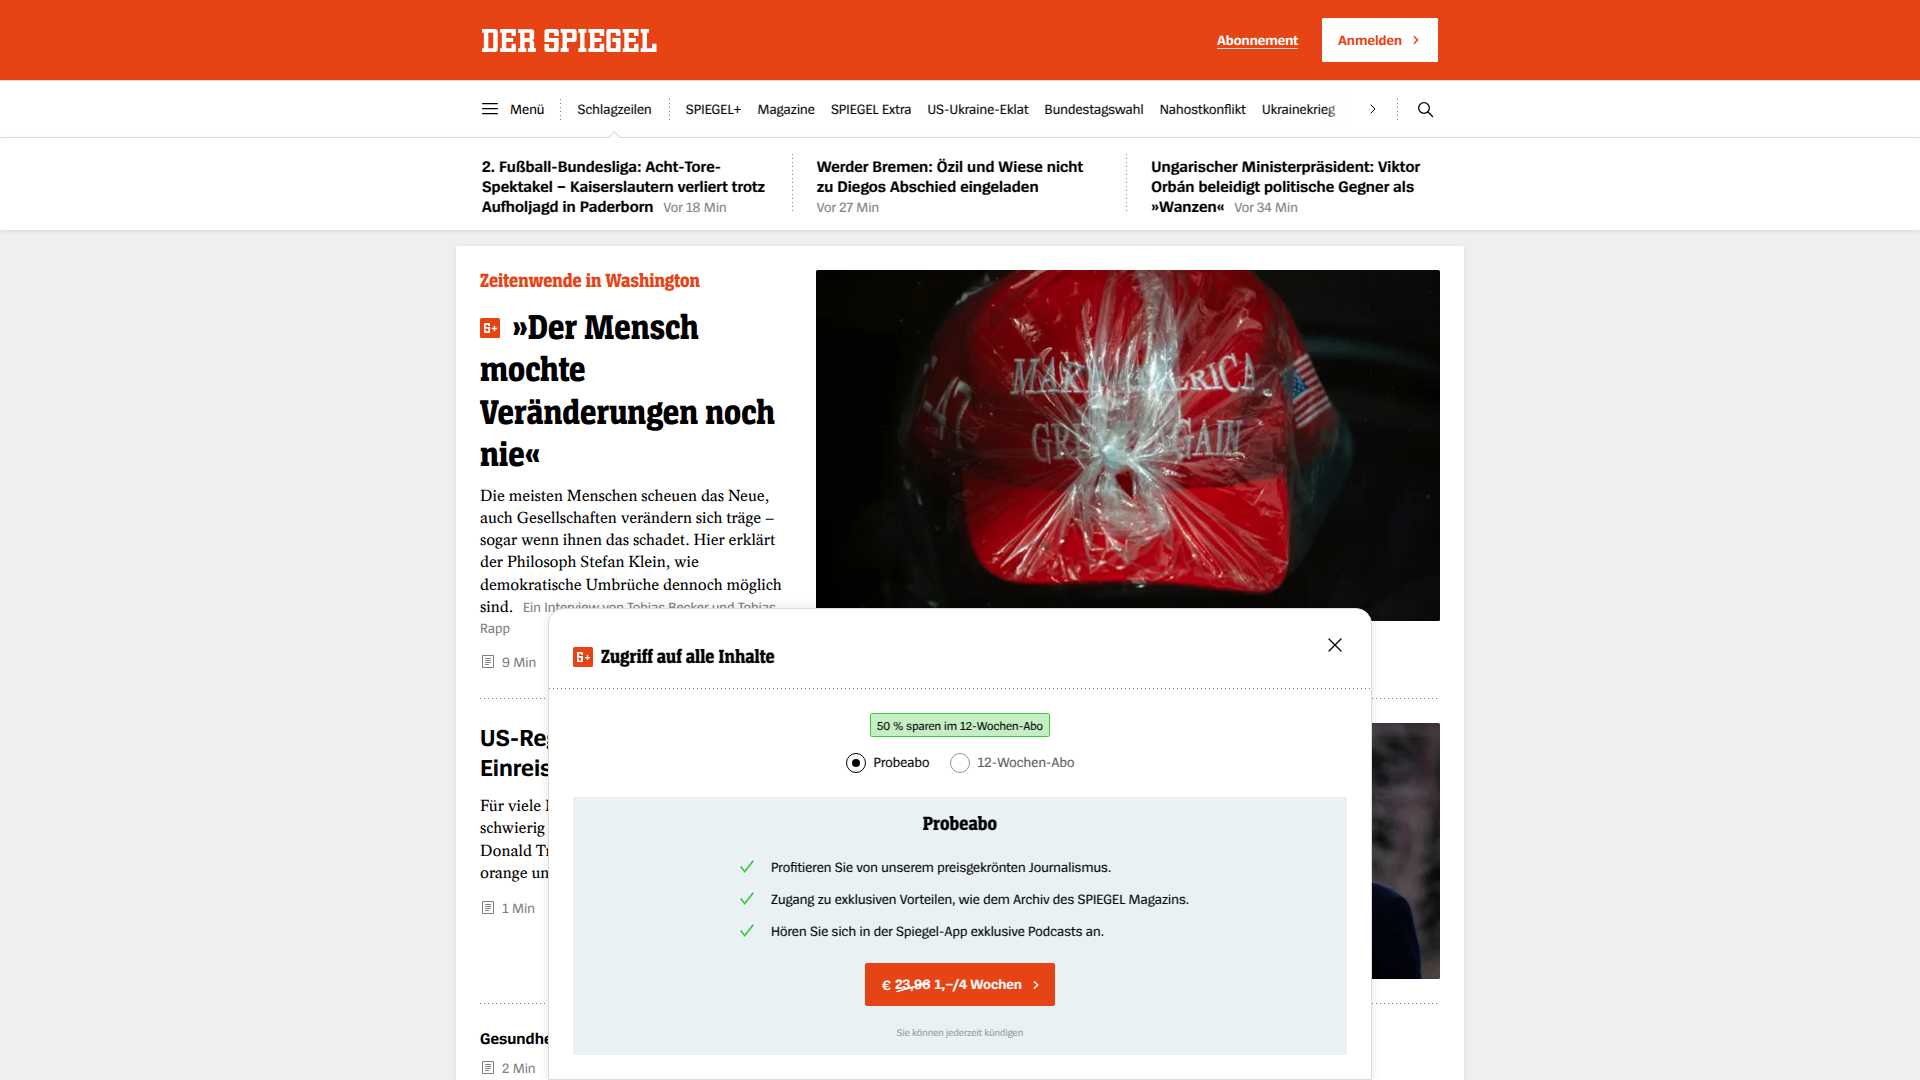 DER SPIEGEL
Abonnement
Anmelden
Menü
Schlagzeilen
SPIEGEL+
Magazine
SPIEGEL Extra
US-Ukraine-Eklat
Bundestagswahl
Nahostkonflikt
Ukrainekrieg
2. Fußball-Bundesliga: Acht-Tore-
Spektakel – Kaiserslautern verliert trotz
Aufholjagd in Paderborn Vor 18 Min
Werder Bremen: Özil und Wiese nicht
zu Diegos Abschied eingeladen
Vor 27 Min
Ungarischer Ministerpräsident: Viktor
Orbán beleidigt politische Gegner als
»Wanzen« Vor 34 Min
Zeitenwende in Washington
»Der Mensch
mochte
Veränderungen noch
nie«
Die meisten Menschen scheuen das Neue,
auch Gesellschaften verändern sich träge –
sogar wenn ihnen das schadet. Hier erklärt
der Philosoph Stefan Klein, wie
demokratische Umbrüche dennoch möglich
sind. Ein Interview von Tobias Becker und Tobias
Rapp
9 Min
MAKE AMERICA
GREAT AGAIN
47
US-Re
Einreis
Für viele
schwierig
Donald Tr
orange un
1 Min
Gesundhe
2 Min
S+ Zugriff auf alle Inhalte
50 % sparen im 12-Wochen-Abo
Probeabo
12-Wochen-Abo
Probeabo
Profitieren Sie von unserem preisgekrönten Journalismus.
Zugang zu exklusiven Vorteilen, wie dem Archiv des SPIEGEL Magazins.
Hören Sie sich in der Spiegel-App exklusive Podcasts an.
€ 23,96 1,–/4 Wochen
Sie können jederzeit kündigen